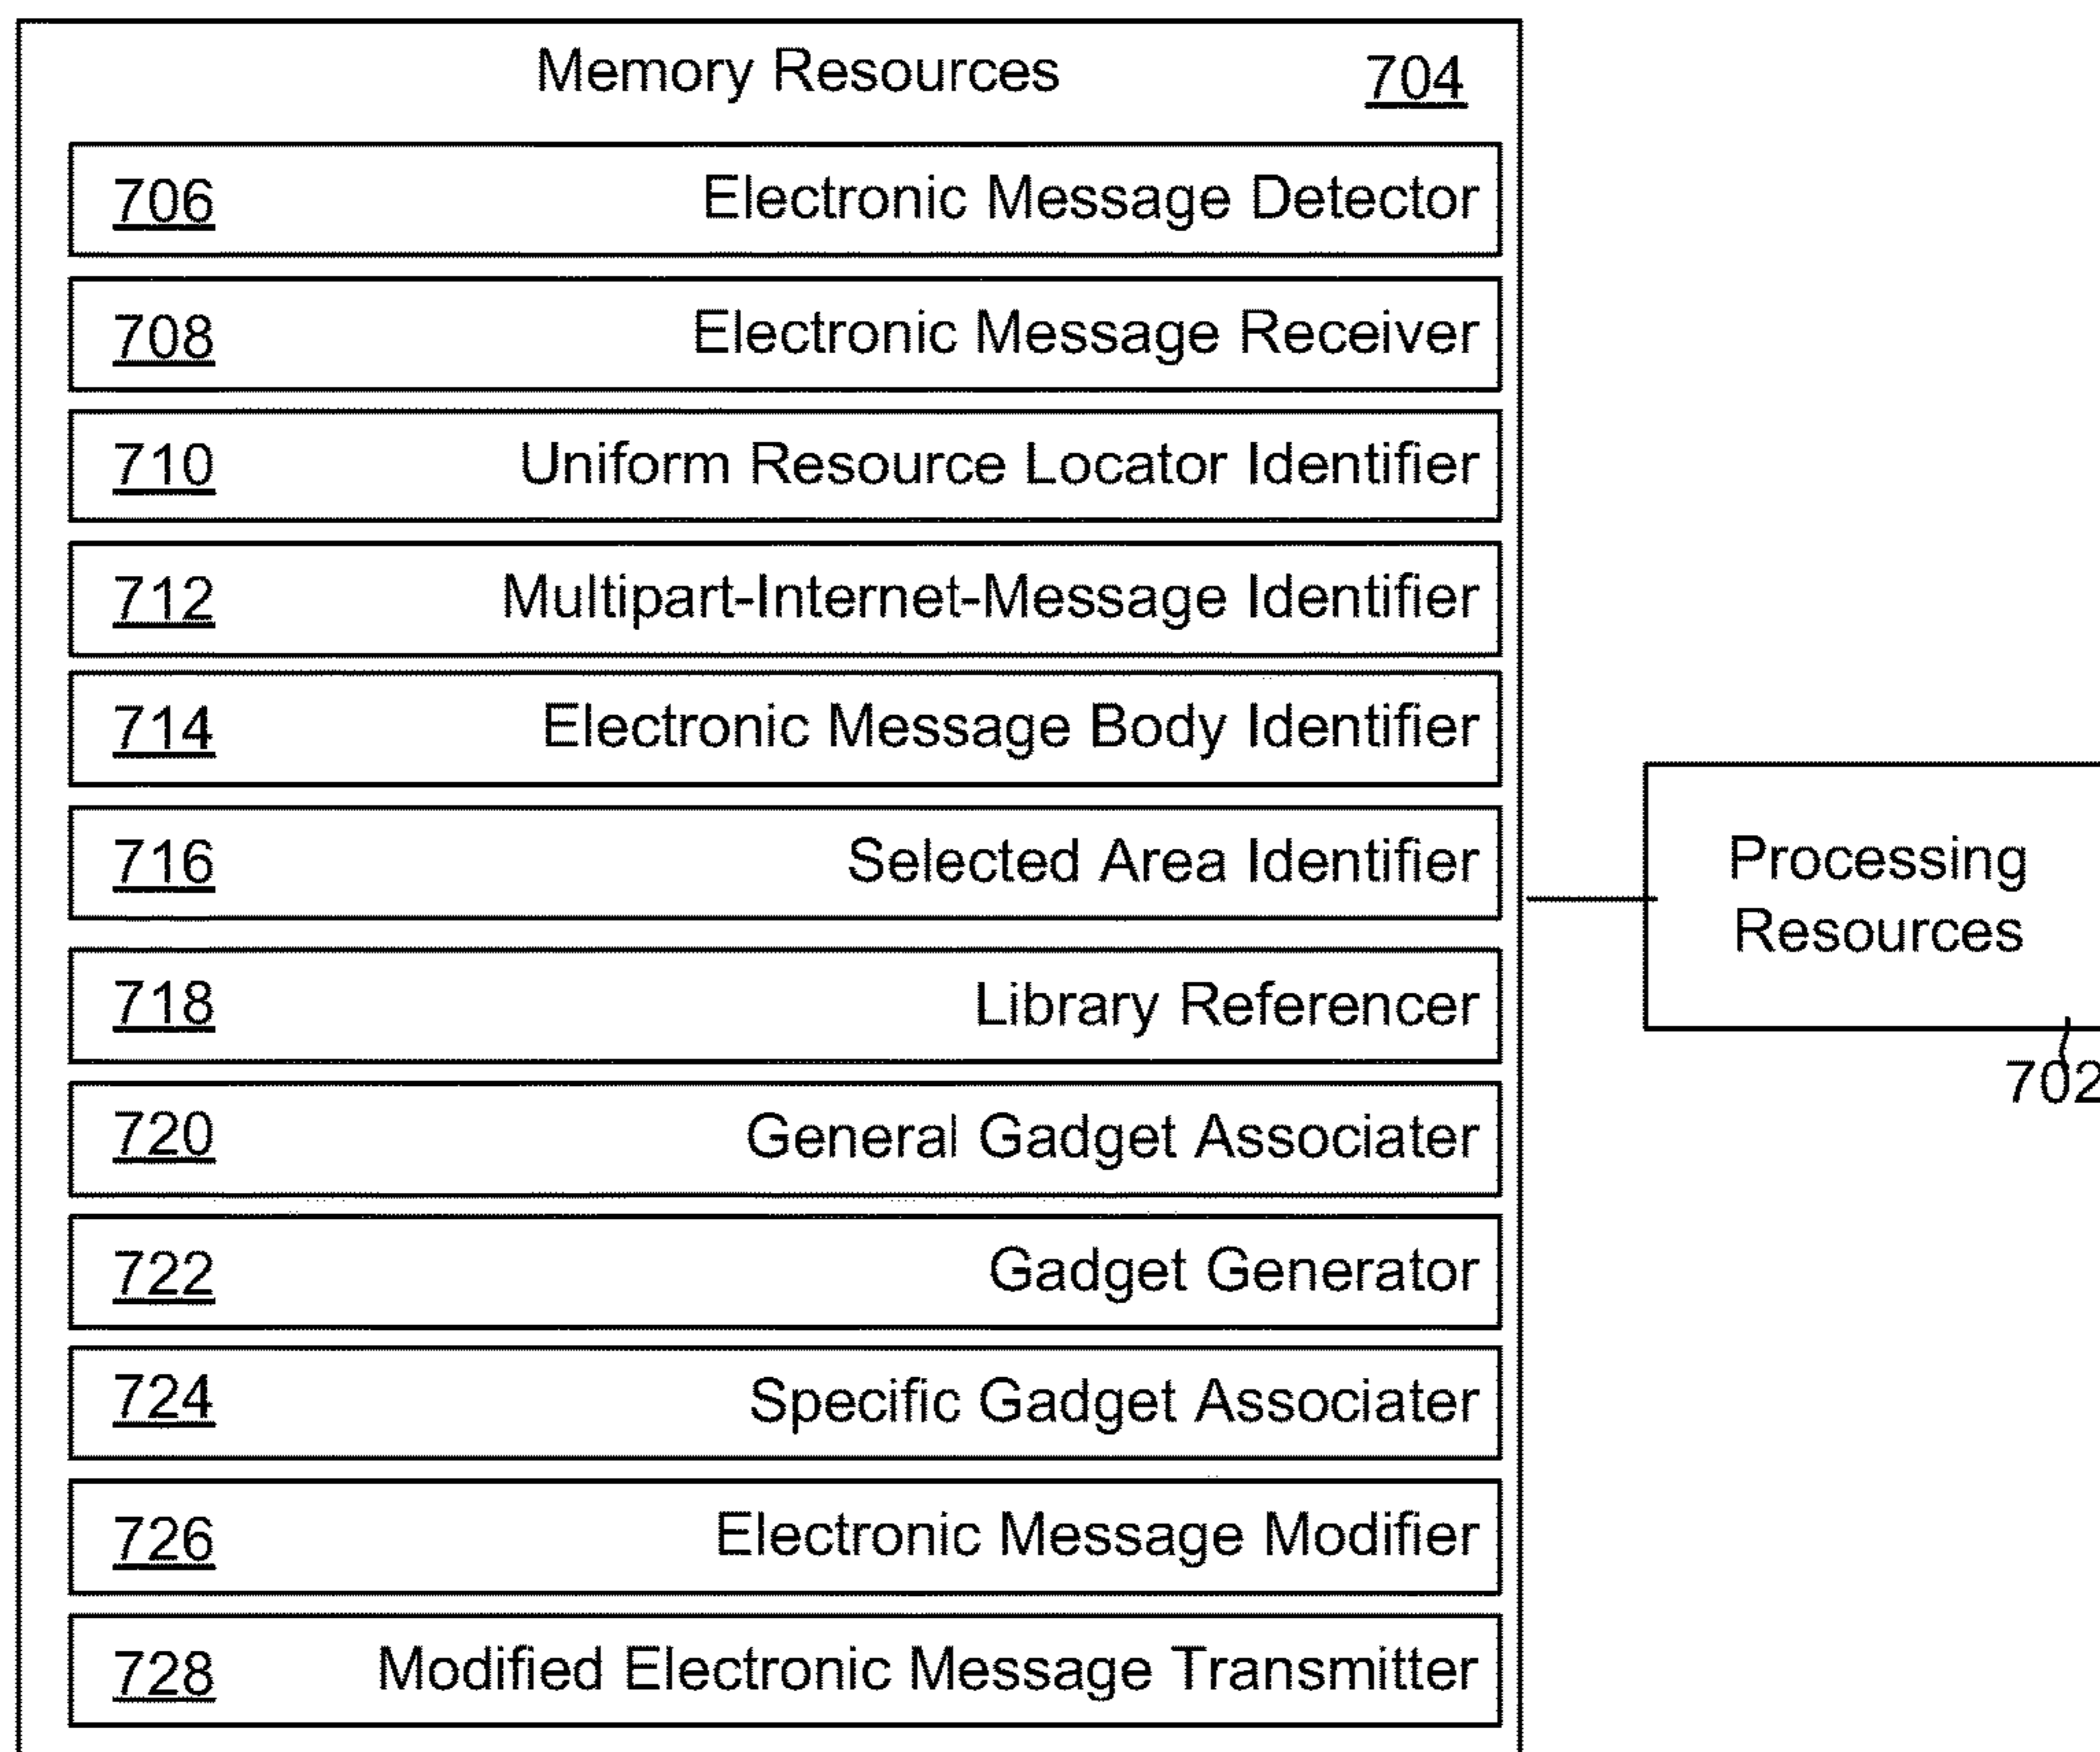 Memory Resources 704
706 Electronic Message Detector
708 Electronic Message Receiver
710 Uniform Resource Locator Identifier
712 Multipart-Internet-Message Identifier
714 Electronic Message Body Identifier
716 Selected Area Identifier
718 Library Referencer
720 General Gadget Associater
722 Gadget Generator
724 Specific Gadget Associater
726 Electronic Message Modifier
728 Modified Electronic Message Transmitter
Processing
Resources
702